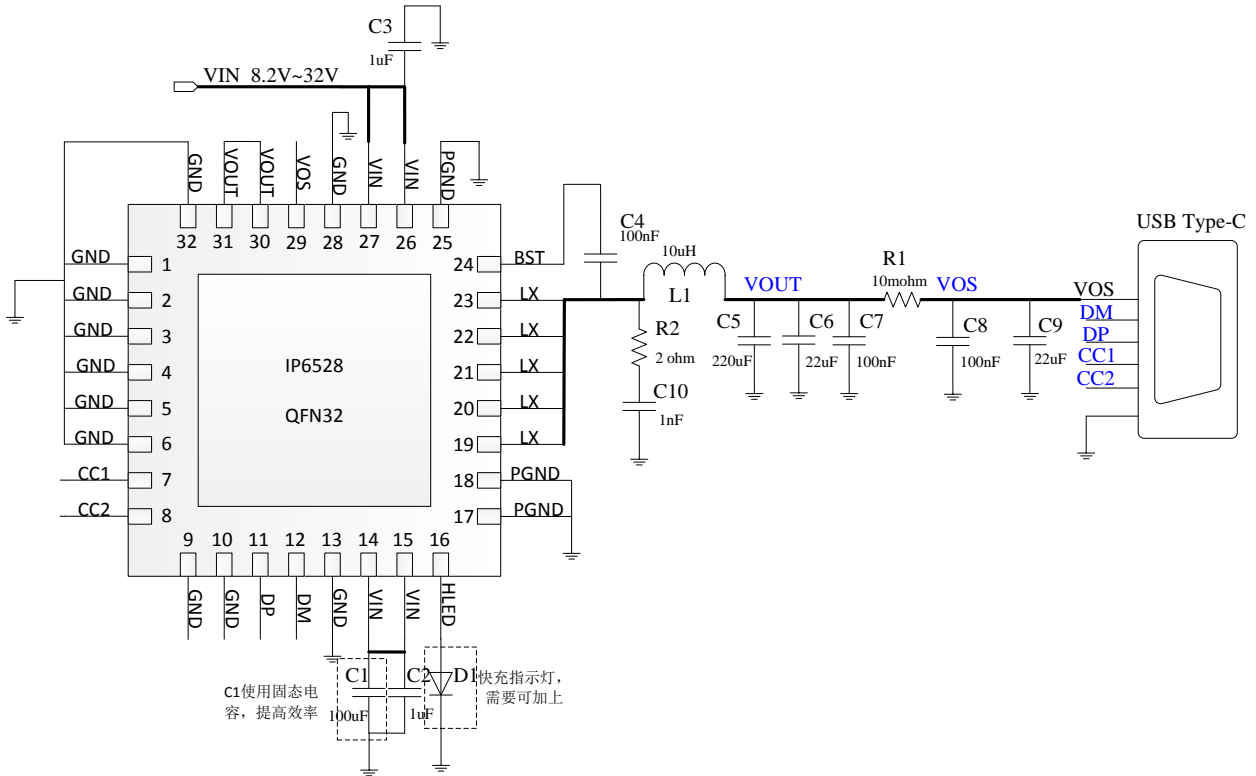 C3
1uF
VIN 8.2V~32V
GND
VOUT
VOUT
VOS
GND
VIN
VIN
PGND
32
31
30
29
28
27
26
25
GND
1
GND
2
GND
3
GND
4
GND
5
GND
6
CC1
7
CC2
8
IP6528
QFN32
24
BST
23
LX
22
LX
21
LX
20
LX
19
LX
18
PGND
17
PGND
9
10
11
12
13
14
15
16
GND
GND
DP
DM
GND
VIN
VIN
HLED
C1使用固态电
容，提高效率
C1
100uF
C2
1uF
D1
快充指示灯，
需要可加上
C4
100nF
10uH
L1
R2
2 ohm
C10
1nF
VOUT
C5
220uF
C6
22uF
C7
100nF
R1
10mohm
VOS
C8
100nF
C9
22uF
USB Type-C
VOS
DM
DP
CC1
CC2